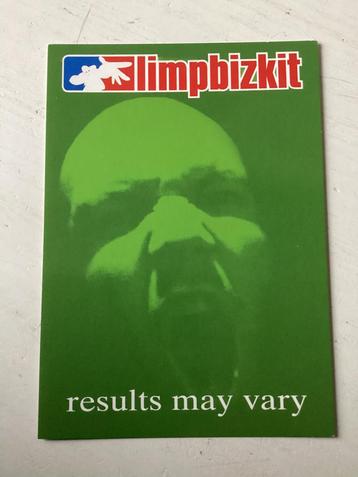 limpbizkit
results may vary